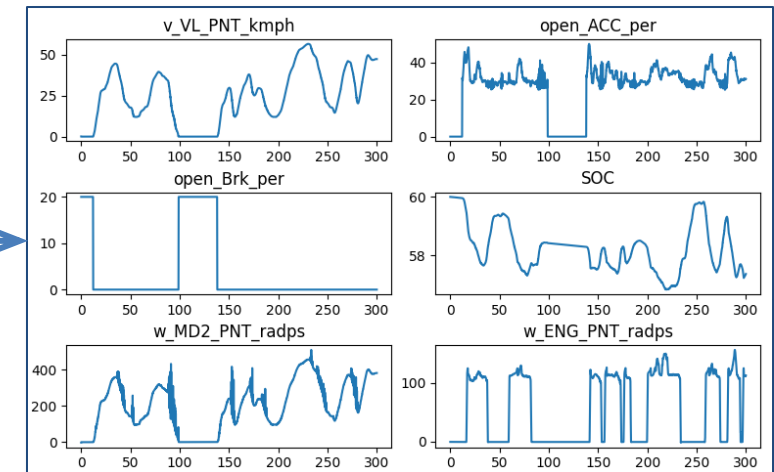 v_VL_PNT_kmph
open_ACC_per
50
25
0
0 50 100 150 200 250 300
40
20
0
0 50 100 150 200 250 300
open_Brk_per
SOC
20
10
0
0 50 100 150 200 250 300
60
58
0 50 100 150 200 250 300
w_MD2_PNT_radps
w_ENG_PNT_radps
400
200
0
0 50 100 150 200 250 300
100
0
0 50 100 150 200 250 300